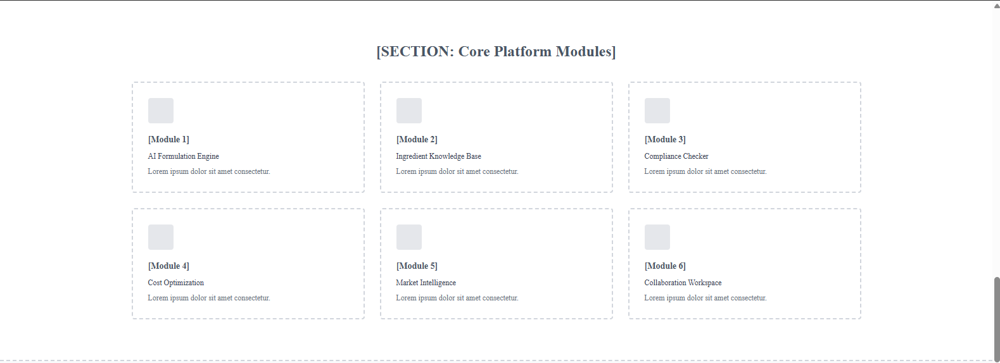 [SECTION: Core Platform Modules]
[Module 1]
AI Formulation Engine
Lorem ipsum dolor sit amet consectetur.
[Module 2]
Ingredient Knowledge Base
Lorem ipsum dolor sit amet consectetur.
[Module 3]
Compliance Checker
Lorem ipsum dolor sit amet consectetur.
[Module 4]
Cost Optimization
Lorem ipsum dolor sit amet consectetur.
[Module 5]
Market Intelligence
Lorem ipsum dolor sit amet consectetur.
[Module 6]
Collaboration Workspace
Lorem ipsum dolor sit amet consectetur.